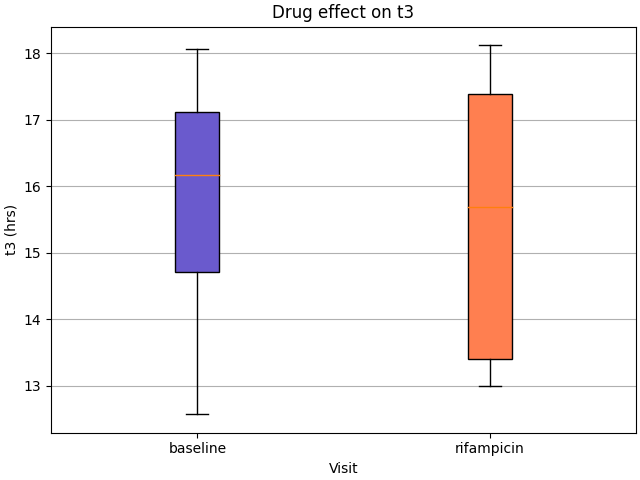 Drug effect on t3
18
17
16
15
14
13
t3 (hrs)
baseline
rifampicin
Visit